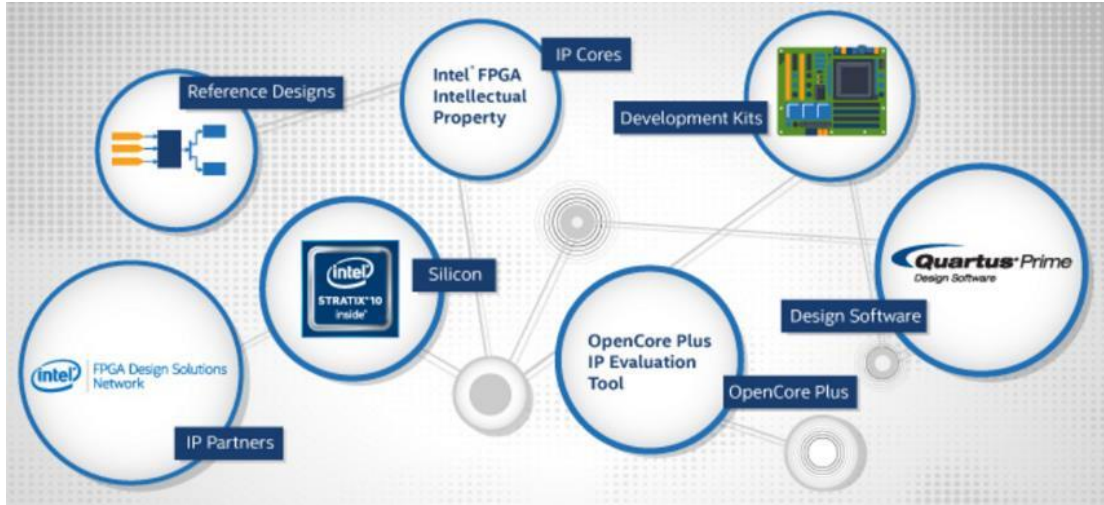 Reference Designs
Intel® FPGA
Intellectual
Property
IP Cores
Development Kits
intel
STRATIX® 10
inside™
Silicon
Quartus® Prime
Design Software
Design Software
intel
FPGA Design Solutions
Network
IP Partners
OpenCore Plus
IP Evaluation
Tool
OpenCore Plus